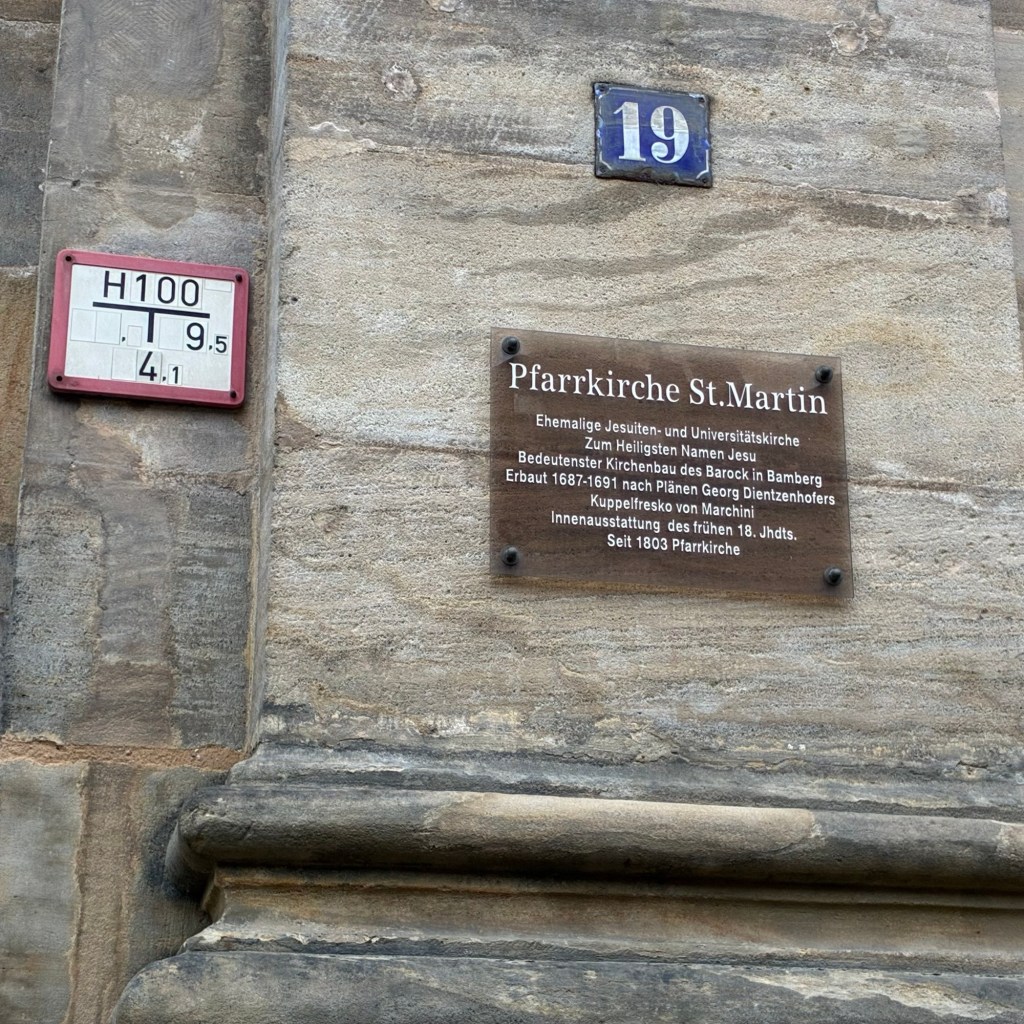 19
H100
9,5
4,1
Pfarrkirche St.Martin
Ehemalige Jesuiten- und Universitätskirche
Zum Heiligsten Namen Jesu
Bedeutenster Kirchenbau des Barock in Bamberg
Erbaut 1687-1691 nach Plänen Georg Dientzenhofers
Kuppelfresko von Marchini
Innenausstattung des frühen 18. Jhdts.
Seit 1803 Pfarrkirche